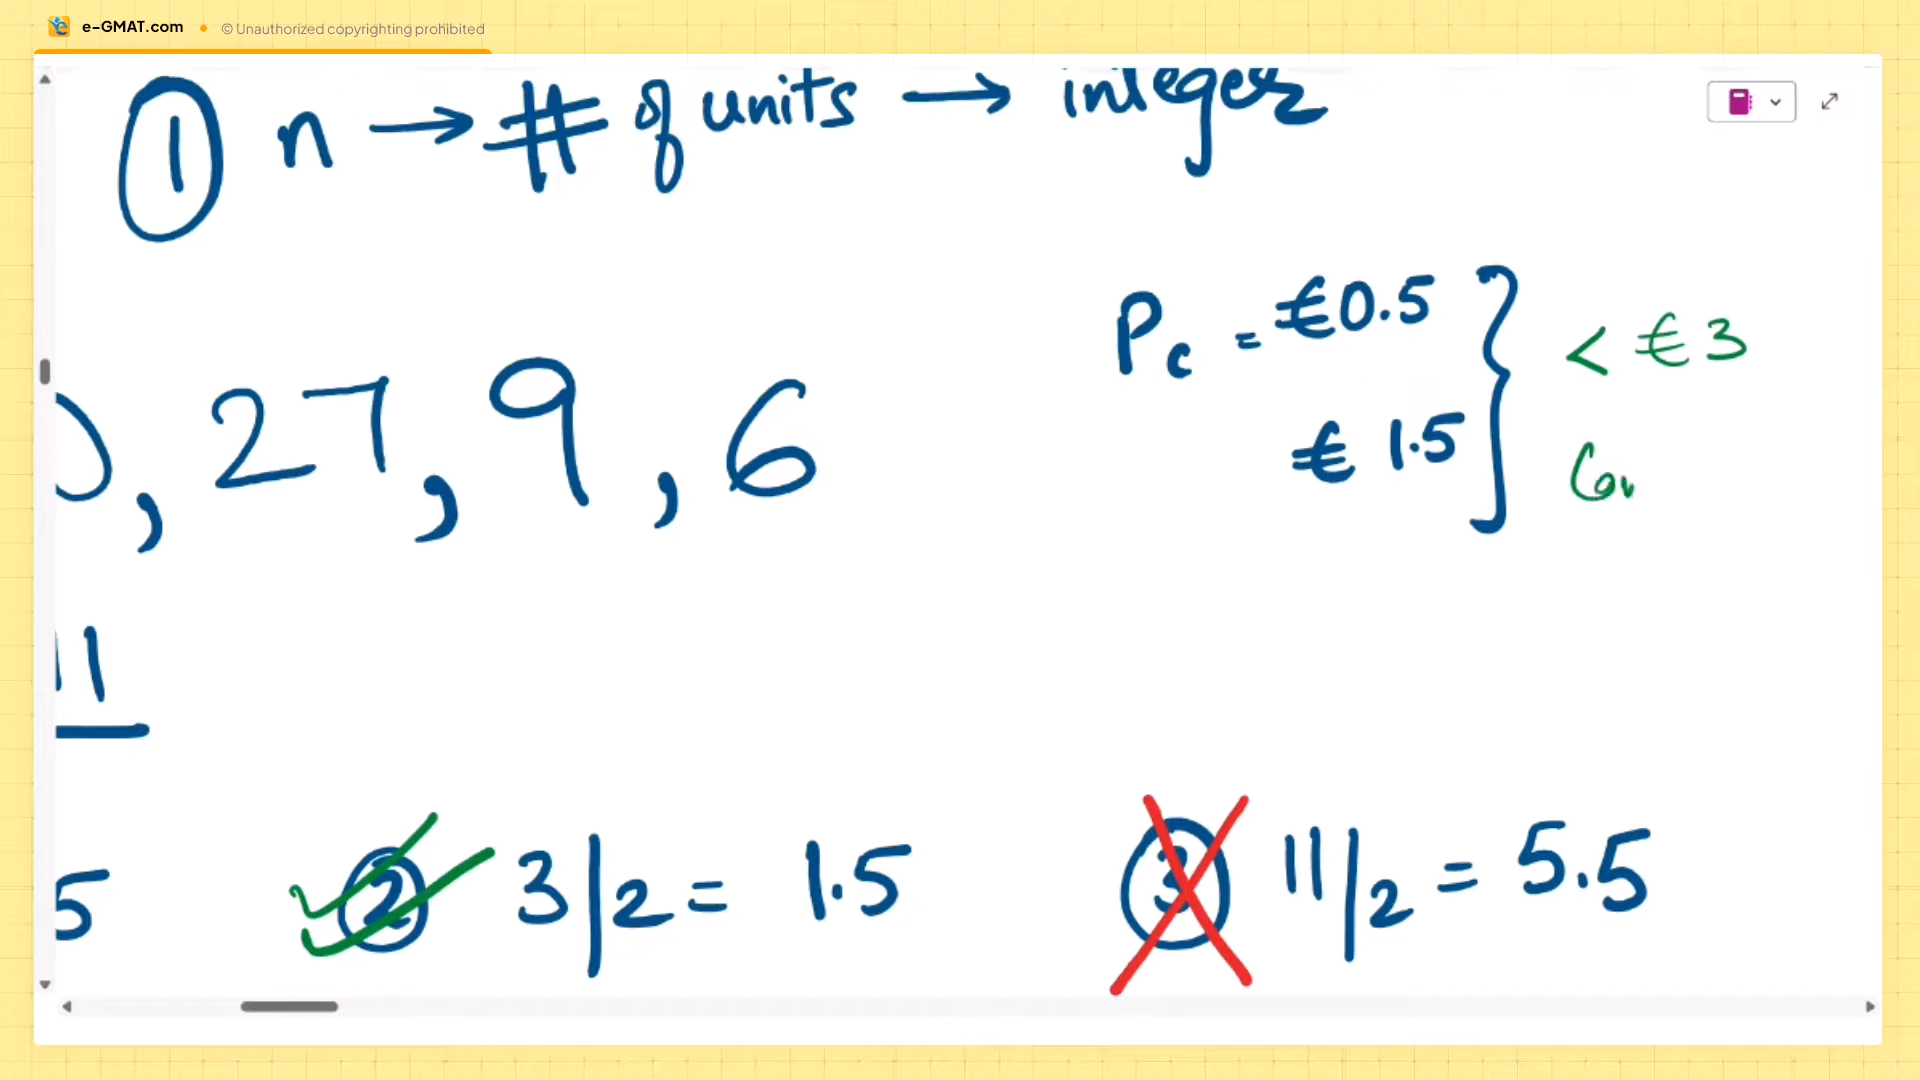 e-GMAT.com • © Unauthorized copyrighting prohibited
① n → # of units → integer
Pc = €0.5 } < €3
, 27, 9, 6
€ 1.5
11
5 ② 3/2 = 1.5 ③ 11/2 = 5.5